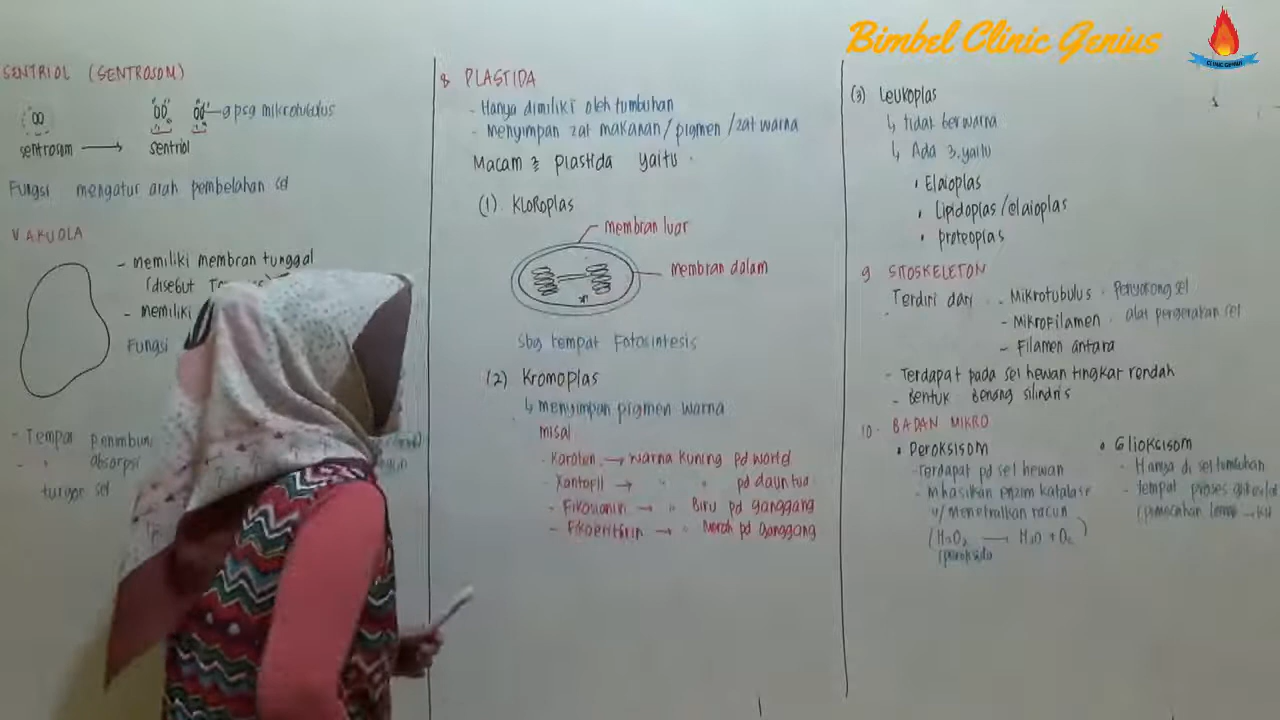 Bimbel Clinic Genius
CLINIC GENIUS
SENTRIOL (SENTROSOM)
9 psg mikrotubulus
sentrosom → sentriol
Fungsi mengatur arah pembelahan sel
VAKUOLA
- memiliki membran tunggal
(disebut
- memiliki
Fungsi
- Tempat penimbun
- " absorpsi
turgor sel
8 PLASTIDA
- Hanya dimiliki oleh tumbuhan
- menyimpan zat makanan / pigmen / zat warna
Macam 2 plastida yaitu
(1). Kloroplas
membran luar
membran dalam
Sbg tempat Fotosintesis
(2) Kromoplas
↳ menyimpan pigmen warna
misal
- Karoten → warna kuning pd wortel
- Xantofil → " " pd daun tua
- Fikosianin → " Biru pd ganggang
- Fikoeritrin → " Merah pd Ganggang
(3) Leukoplas
↳ tidak berwarna
↳ Ada 3. yaitu
• Elaioplas
• Lipidoplas / elaioplas
• proteoplas
9 SITOSKELETON
Terdiri dari - Mikrotubulus · Penyokong sel
- MikroFilamen · alat pergerakan sel
- Filamen antara
- Terdapat pada sel hewan tingkat rendah
- Bentuk Benang silindris
10. BADAN MIKRO
• Peroksisom
- Terdapat pd sel hewan
- mhasilkan enzim katalase
u/ menetralkan racun
(H2O2 → H2O + O2)
(peroksida
• Glioksisom
- Hanya di sel tumbuhan
- tempat proses
(pemecahan lemak →